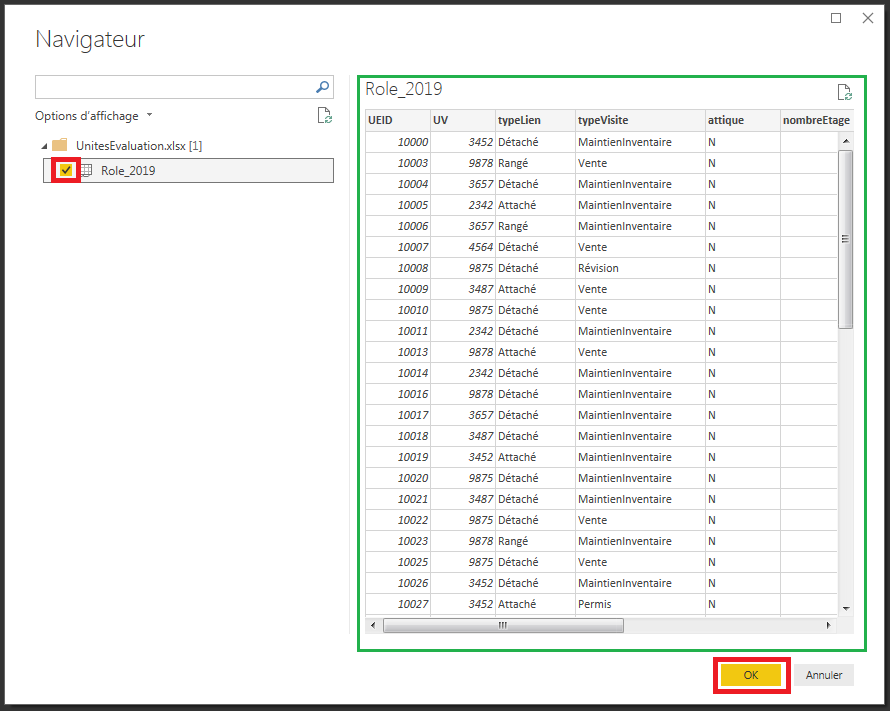 Navigateur
Options d'affichage
UnitesEvaluation.xlsx [1]
Role_2019
Role_2019
UEID UV typeLien typeVisite attique nombreEtage
10000 3452 Détaché MaintienInventaire N
10003 9878 Rangé Vente N
10004 3657 Détaché MaintienInventaire N
10005 2342 Attaché MaintienInventaire N
10006 3657 Rangé MaintienInventaire N
10007 4564 Détaché Vente N
10008 9875 Détaché Révision N
10009 3487 Attaché Vente N
10010 9875 Détaché Vente N
10011 2342 Détaché MaintienInventaire N
10013 9878 Attaché Vente N
10014 2342 Détaché MaintienInventaire N
10016 9878 Détaché MaintienInventaire N
10017 3657 Détaché MaintienInventaire N
10018 3487 Détaché MaintienInventaire N
10019 3452 Attaché MaintienInventaire N
10020 9875 Détaché MaintienInventaire N
10021 3487 Détaché MaintienInventaire N
10022 9875 Détaché Vente N
10023 9878 Rangé MaintienInventaire N
10025 9875 Détaché Vente N
10026 3452 Détaché MaintienInventaire N
10027 3452 Attaché Permis N
OK
Annuler